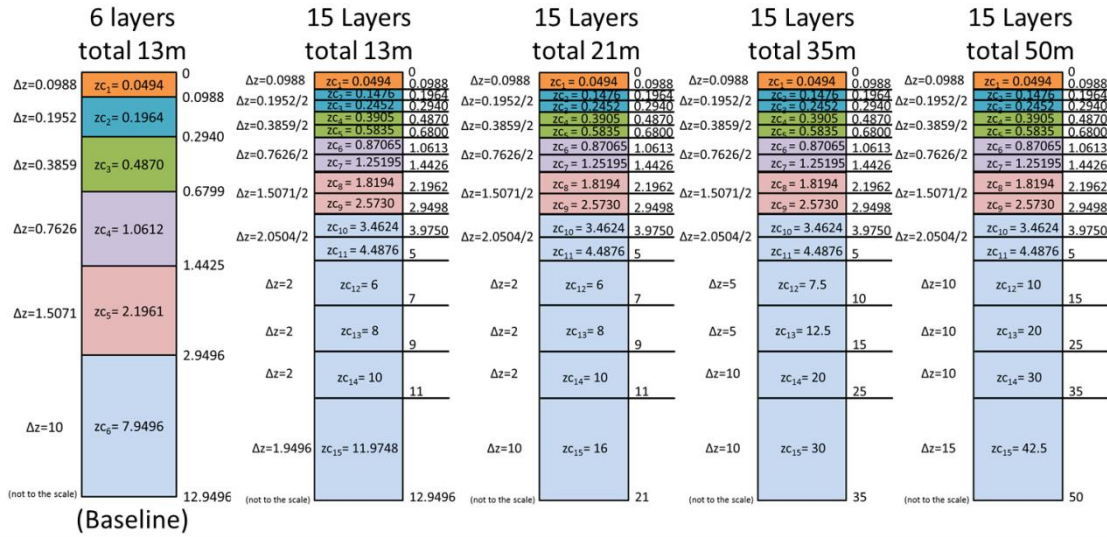 6 layers
total 13m
0
Δz=0.0988
zc₁= 0.0494
0.0988
Δz=0.1952
zc₂= 0.1964
0.2940
Δz=0.3859
zc₃= 0.4870
0.6799
Δz=0.7626
zc₄= 1.0612
1.4425
Δz=1.5071
zc₅= 2.1961
2.9496
Δz=10
zc₆= 7.9496
(not to the scale)
12.9496
(Baseline)
15 Layers
total 13m
0
Δz=0.0988
zc₁= 0.0494
0.0988
zc₂= 0.1476
0.1964
Δz=0.1952/2
zc₃= 0.2452
0.2940
zc₄= 0.3905
0.4870
Δz=0.3859/2
zc₅= 0.5835
0.6800
zc₆= 0.87065
1.0613
Δz=0.7626/2
zc₇= 1.25195
1.4426
zc₈= 1.8194
2.1962
Δz=1.5071/2
zc₉= 2.5730
2.9498
zc₁₀= 3.4624
3.9750
Δz=2.0504/2
zc₁₁= 4.4876
5
Δz=2
zc₁₂= 6
7
Δz=2
zc₁₃= 8
9
Δz=2
zc₁₄= 10
11
Δz=1.9496
zc₁₅= 11.9748
(not to the scale)
12.9496
15 Layers
total 21m
0
Δz=0.0988
zc₁= 0.0494
0.0988
zc₂= 0.1476
0.1964
Δz=0.1952/2
zc₃= 0.2452
0.2940
zc₄= 0.3905
0.4870
Δz=0.3859/2
zc₅= 0.5835
0.6800
zc₆= 0.87065
1.0613
Δz=0.7626/2
zc₇= 1.25195
1.4426
zc₈= 1.8194
2.1962
Δz=1.5071/2
zc₉= 2.5730
2.9498
zc₁₀= 3.4624
3.9750
Δz=2.0504/2
zc₁₁= 4.4876
5
Δz=2
zc₁₂= 6
7
Δz=2
zc₁₃= 8
9
Δz=2
zc₁₄= 10
11
Δz=10
zc₁₅= 16
(not to the scale)
21
15 Layers
total 35m
0
Δz=0.0988
zc₁= 0.0494
0.0988
zc₂= 0.1476
0.1964
Δz=0.1952/2
zc₃= 0.2452
0.2940
zc₄= 0.3905
0.4870
Δz=0.3859/2
zc₅= 0.5835
0.6800
zc₆= 0.87065
1.0613
Δz=0.7626/2
zc₇= 1.25195
1.4426
zc₈= 1.8194
2.1962
Δz=1.5071/2
zc₉= 2.5730
2.9498
zc₁₀= 3.4624
3.9750
Δz=2.0504/2
zc₁₁= 4.4876
5
Δz=5
zc₁₂= 7.5
10
Δz=5
zc₁₃= 12.5
15
Δz=10
zc₁₄= 20
25
Δz=10
zc₁₅= 30
(not to the scale)
35
15 Layers
total 50m
0
Δz=0.0988
zc₁= 0.0494
0.0988
zc₂= 0.1476
0.1964
Δz=0.1952/2
zc₃= 0.2452
0.2940
zc₄= 0.3905
0.4870
Δz=0.3859/2
zc₅= 0.5835
0.6800
zc₆= 0.87065
1.0613
Δz=0.7626/2
zc₇= 1.25195
1.4426
zc₈= 1.8194
2.1962
Δz=1.5071/2
zc₉= 2.5730
2.9498
zc₁₀= 3.4624
3.9750
Δz=2.0504/2
zc₁₁= 4.4876
5
Δz=10
zc₁₂= 10
15
Δz=10
zc₁₃= 20
25
Δz=10
zc₁₄= 30
35
Δz=15
zc₁₅= 42.5
(not to the scale)
50